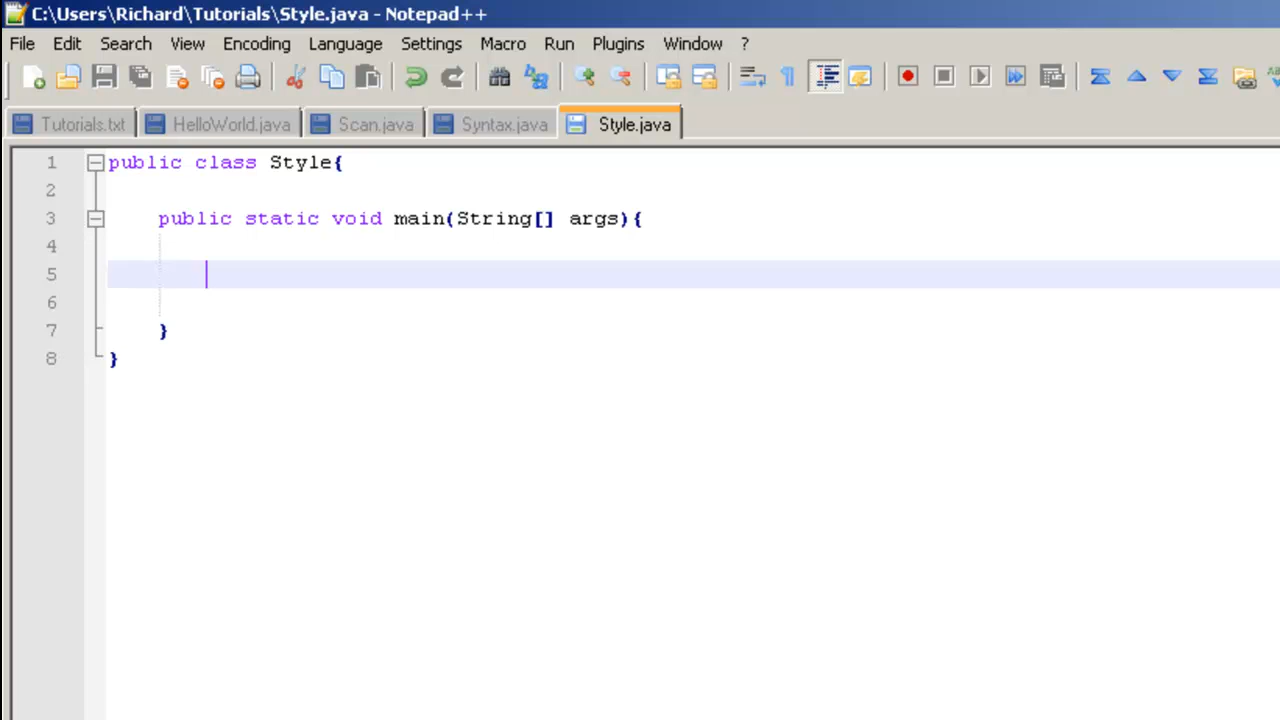 C:\Users\Richard\Tutorials\Style.java - Notepad++
File Edit Search View Encoding Language Settings Macro Run Plugins Window ?
Tutorials.txt HelloWorld.java Scan.java Syntax.java Style.java
1 public class Style{
2
3 public static void main(String[] args){
4
5
6
7 }
8 }